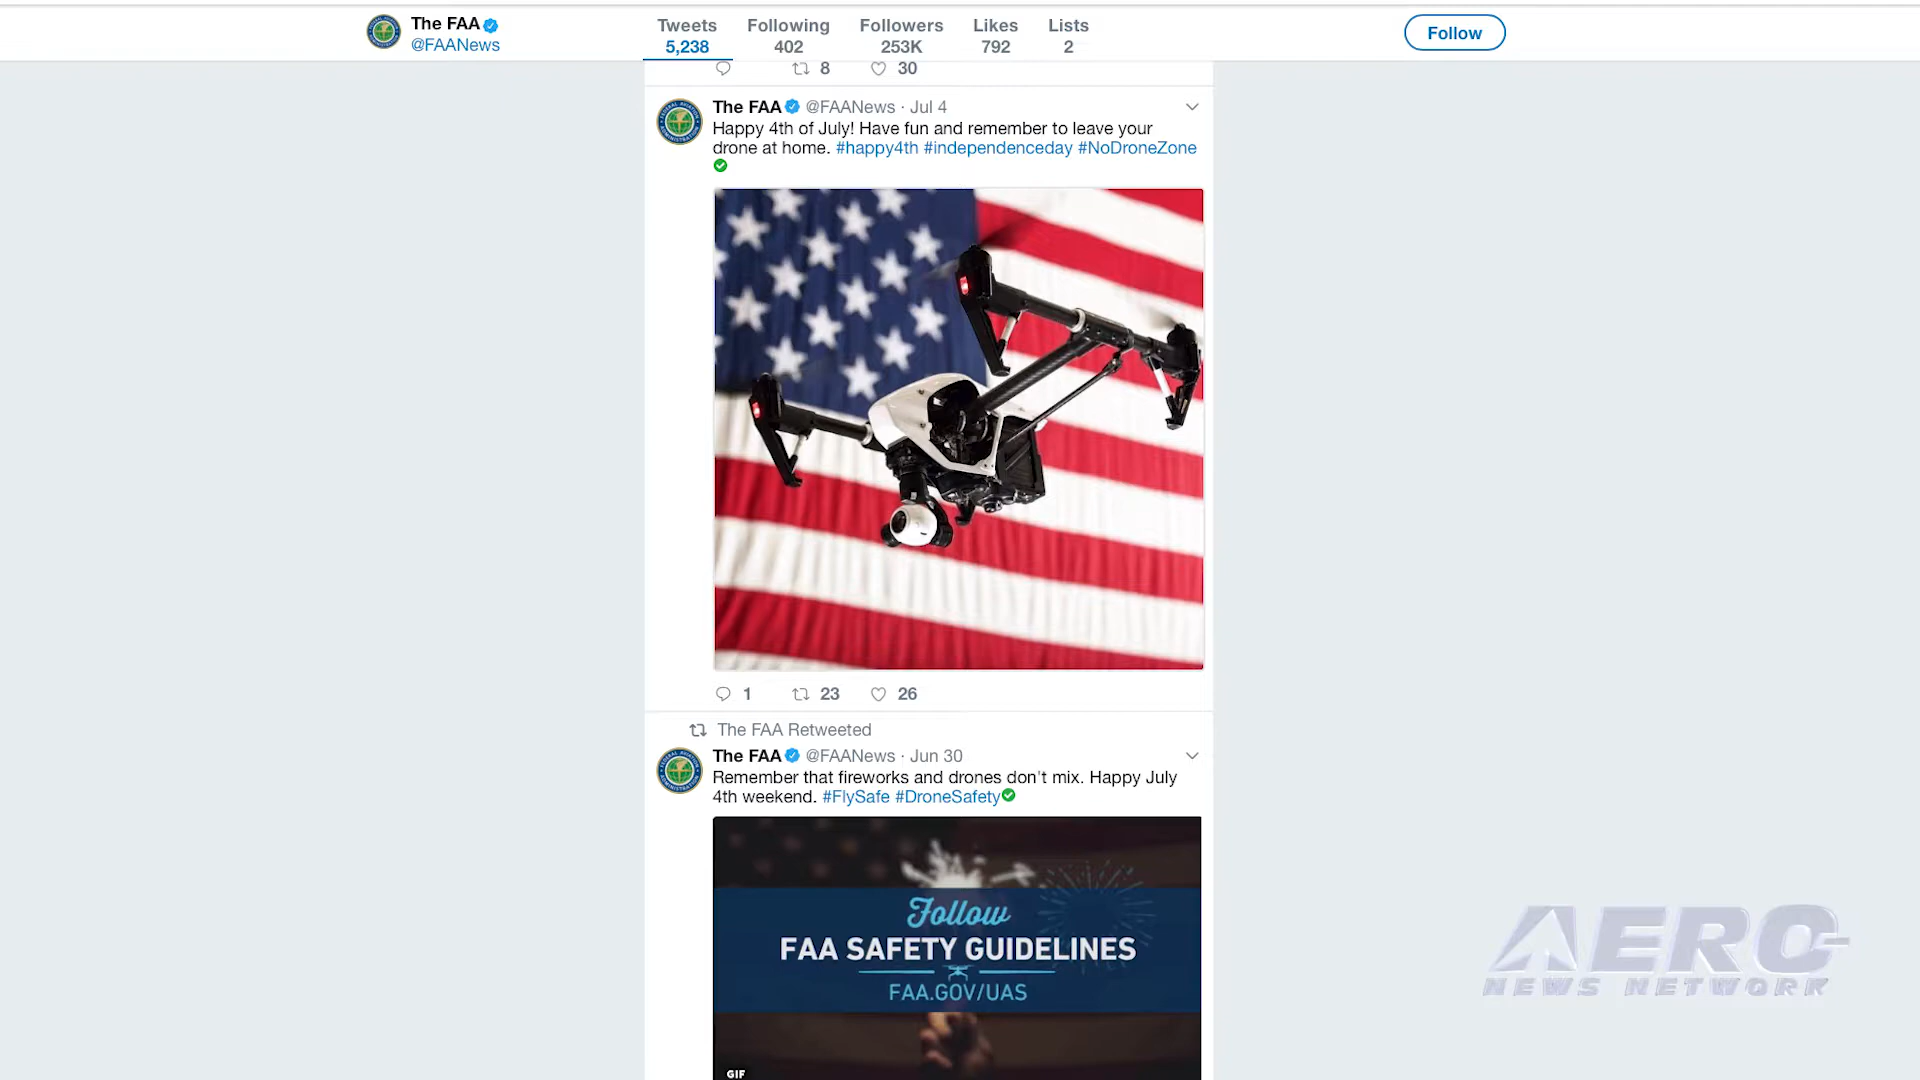 The FAA
@FAANews
Tweets
5,238
Following
402
Followers
253K
Likes
792
Lists
2
Follow
8 30
The FAA @FAANews · Jul 4
Happy 4th of July! Have fun and remember to leave your
drone at home. #happy4th #independenceday #NoDroneZone
1 23 26
The FAA Retweeted
The FAA @FAANews · Jun 30
Remember that fireworks and drones don't mix. Happy July
4th weekend. #FlySafe #DroneSafety
Follow
FAA SAFETY GUIDELINES
FAA.GOV/UAS
GIF
AERO
NEWS NETWORK